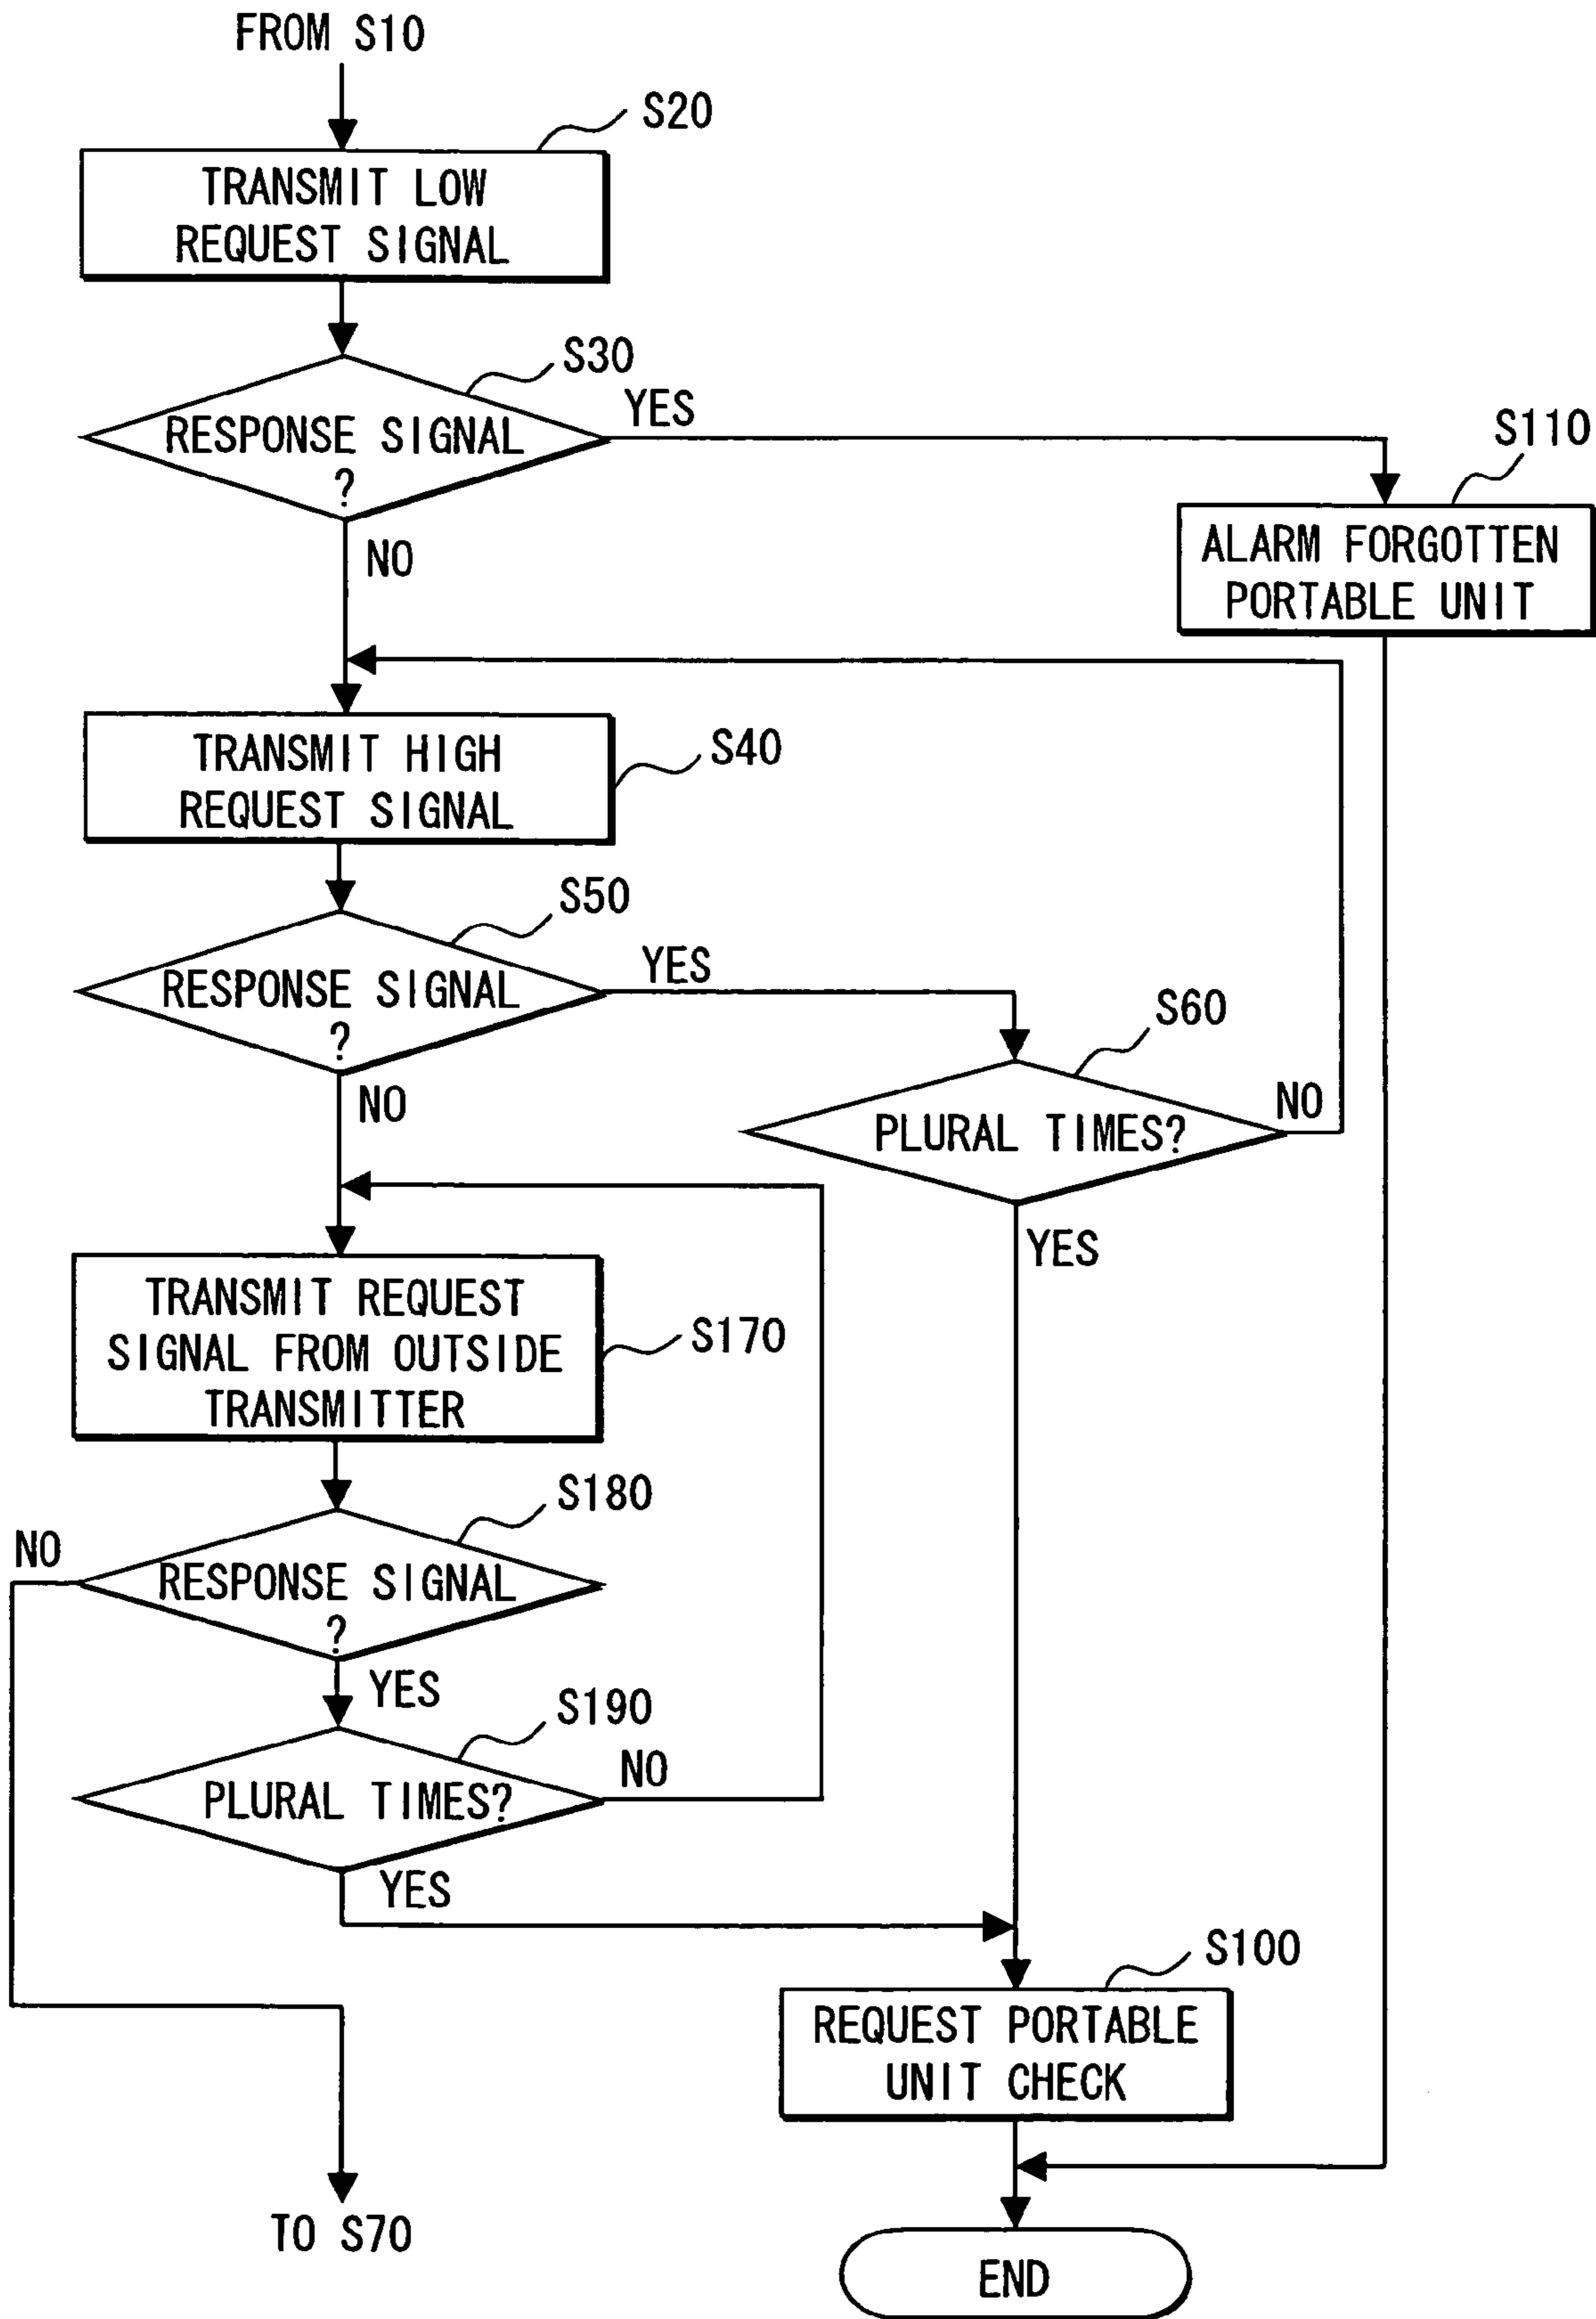 FROM S10
S20
TRANSMIT LOW
REQUEST SIGNAL
S30
RESPONSE SIGNAL
?
YES
NO
S110
ALARM FORGOTTEN
PORTABLE UNIT
TRANSMIT HIGH
REQUEST SIGNAL
S40
S50
RESPONSE SIGNAL
?
YES
NO
S60
PLURAL TIMES?
NO
YES
TRANSMIT REQUEST
SIGNAL FROM OUTSIDE
TRANSMITTER
S170
S180
NO
RESPONSE SIGNAL
?
YES
S190
PLURAL TIMES?
NO
YES
S100
REQUEST PORTABLE
UNIT CHECK
TO S70
END